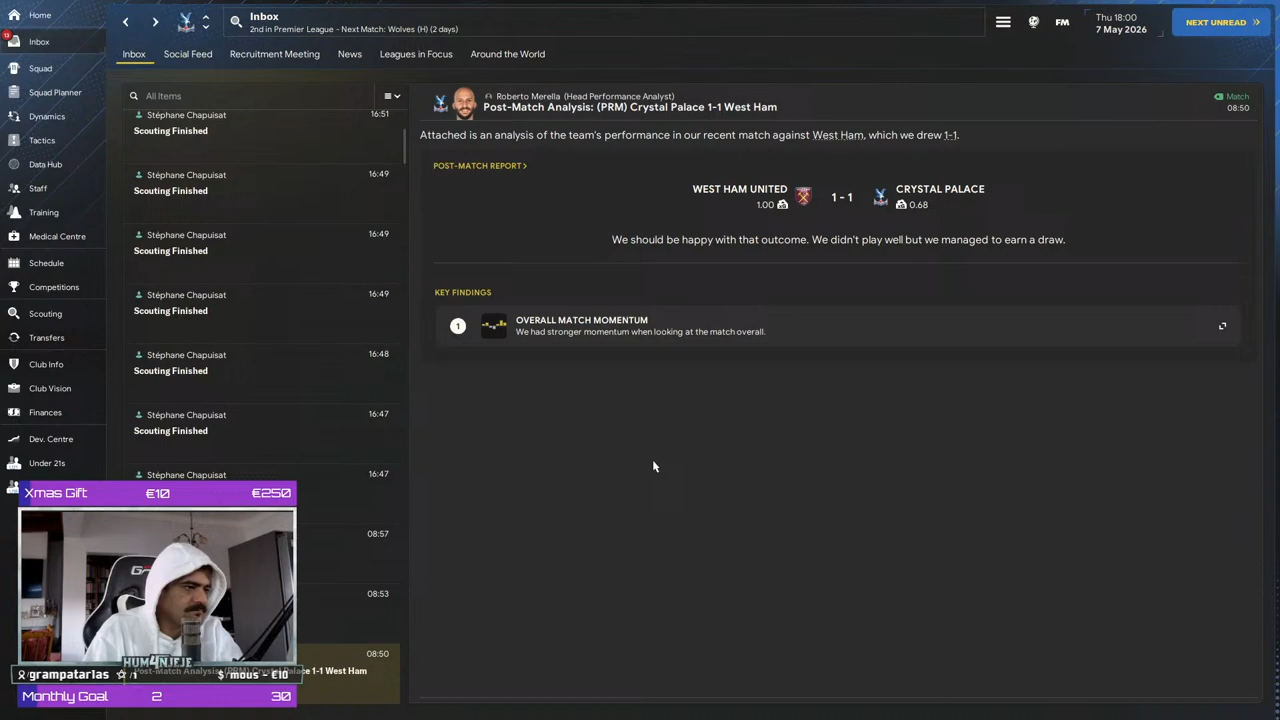 Home
Inbox
13
Inbox
2nd in Premier League - Next Match: Wolves (H) (2 days)
FM
Thu 18:00
7 May 2026
NEXT UNREAD
Squad
Squad Planner
Dynamics
Tactics
Data Hub
Staff
Training
Medical Centre
Schedule
Competitions
Scouting
Transfers
Club Info
Club Vision
Finances
Dev. Centre
Under 21s
Inbox
Social Feed
Recruitment Meeting
News
Leagues in Focus
Around the World
All Items
Stéphane Chapuisat 16:51
Scouting Finished
Stéphane Chapuisat 16:49
Scouting Finished
Stéphane Chapuisat 16:49
Scouting Finished
Stéphane Chapuisat 16:49
Scouting Finished
Stéphane Chapuisat 16:48
Scouting Finished
Stéphane Chapuisat 16:47
Scouting Finished
Stéphane Chapuisat 16:47
08:57
08:53
08:50
Post-Match Analysis: (PRM) Crystal Palace 1-1 West Ham
Roberto Merella (Head Performance Analyst)
Post-Match Analysis: (PRM) Crystal Palace 1-1 West Ham
Match
08:50
Attached is an analysis of the team's performance in our recent match against West Ham, which we drew 1-1.
POST-MATCH REPORT
WEST HAM UNITED 1 - 1 CRYSTAL PALACE
1.00 0.68
We should be happy with that outcome. We didn't play well but we managed to earn a draw.
KEY FINDINGS
1
OVERALL MATCH MOMENTUM
We had stronger momentum when looking at the match overall.
Xmas Gift €10 €250
HUM4NJEJE
grampatarlas
Monthly Goal 2 30